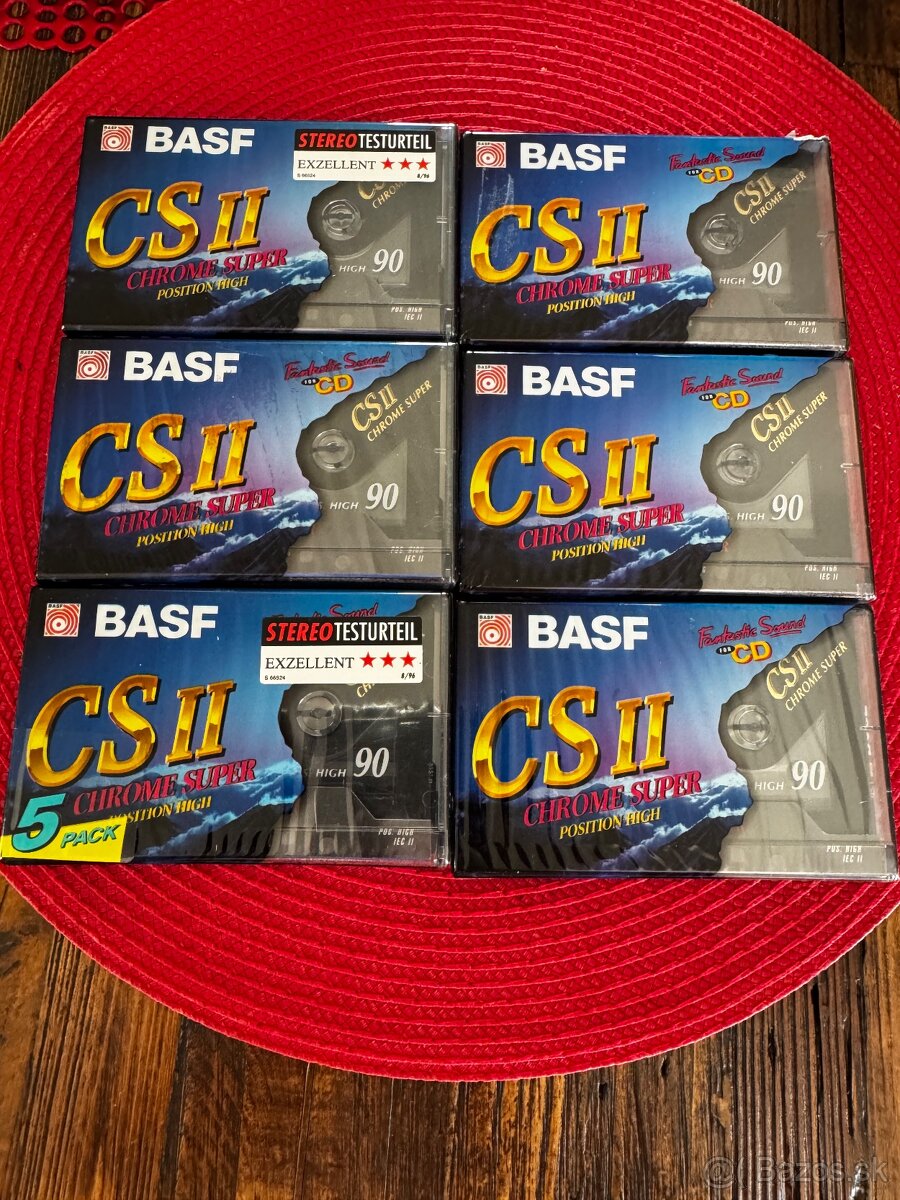 BASF
STEREO TESTURTEIL
EXZELLENT ★★★
S 66524
8/96
CS II
CHROME SUPER
POSITION HIGH
HIGH 90
POS. HIGH
IEC II
BASF
Fantastic Sound
FOR CD
CS II
CHROME SUPER
POSITION HIGH
CS II
CHROME SUPER
HIGH 90
POS. HIGH
IEC II
BASF
Fantastic Sound
FOR CD
CS II
CHROME SUPER
POSITION HIGH
CS II
CHROME SUPER
HIGH 90
POS. HIGH
IEC II
BASF
Fantastic Sound
FOR CD
CS II
CHROME SUPER
POSITION HIGH
CS II
CHROME SUPER
HIGH 90
POS. HIGH
IEC II
BASF
STEREO TESTURTEIL
EXZELLENT ★★★
S 66524
8/96
CS II
CHROME SUPER
POSITION HIGH
5 PACK
HIGH 90
POS. HIGH
IEC II
BASF
Fantastic Sound
FOR CD
CS II
CHROME SUPER
POSITION HIGH
CS II
CHROME SUPER
HIGH 90
POS. HIGH
IEC II
Bazos.sk